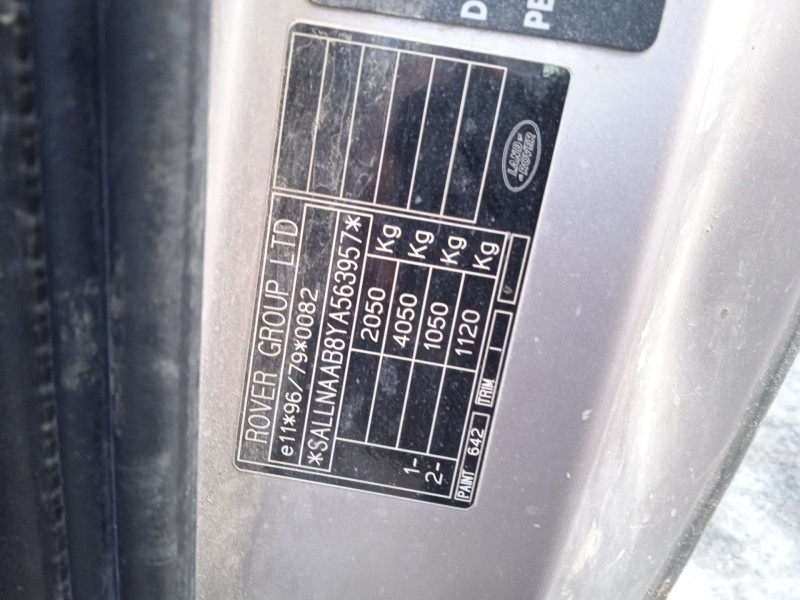 D
PE
ROVER GROUP LTD
e11*96/79*0082
*SALLNAAB8YA563957*
2050 Kg
4050 Kg
1- 1050 Kg
2- 1120 Kg
PAINT 642 TRIM
LAND-
-ROVER